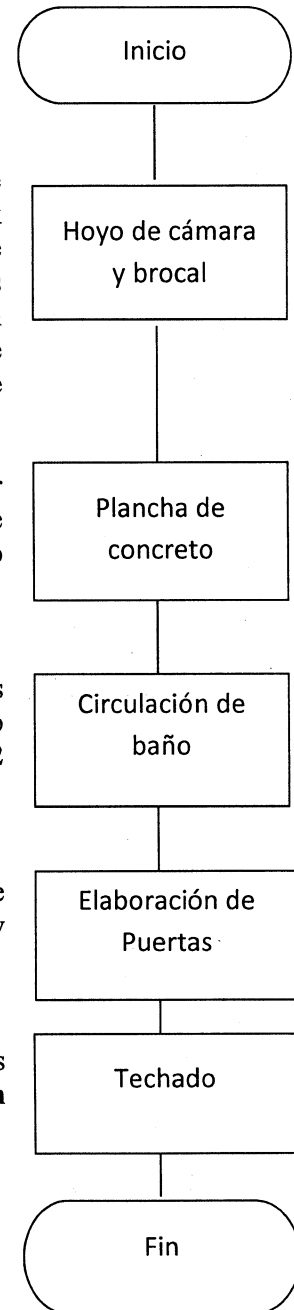 Inicio
Hoyo de cámara
y brocal
Plancha de
concreto
Circulación de
baño
Elaboración de
Puertas
Techado
Fin